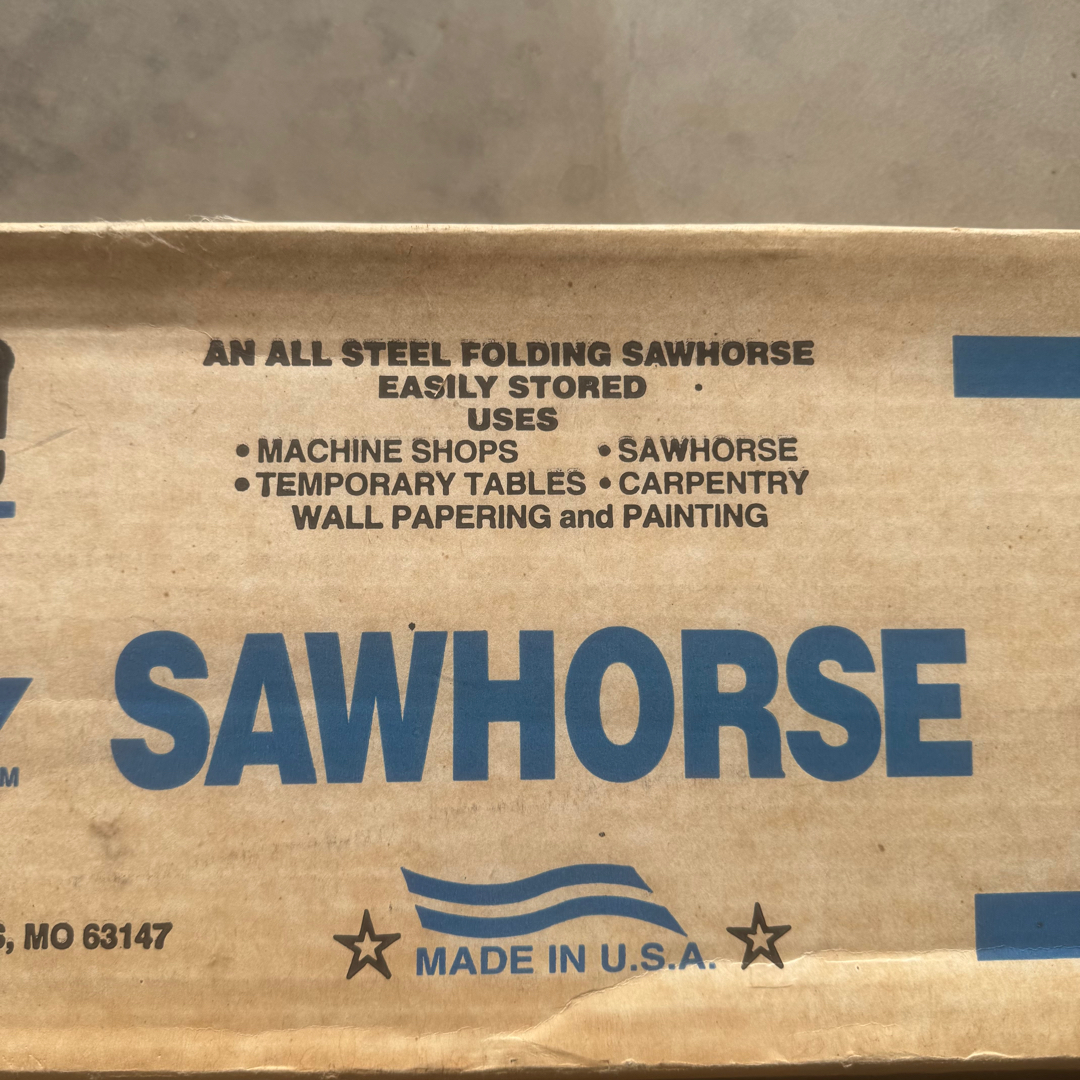 AN ALL STEEL FOLDING SAWHORSE
EASILY STORED
USES
• MACHINE SHOPS • SAWHORSE
• TEMPORARY TABLES • CARPENTRY
WALL PAPERING and PAINTING
SAWHORSE
MO 63147
MADE IN U.S.A.